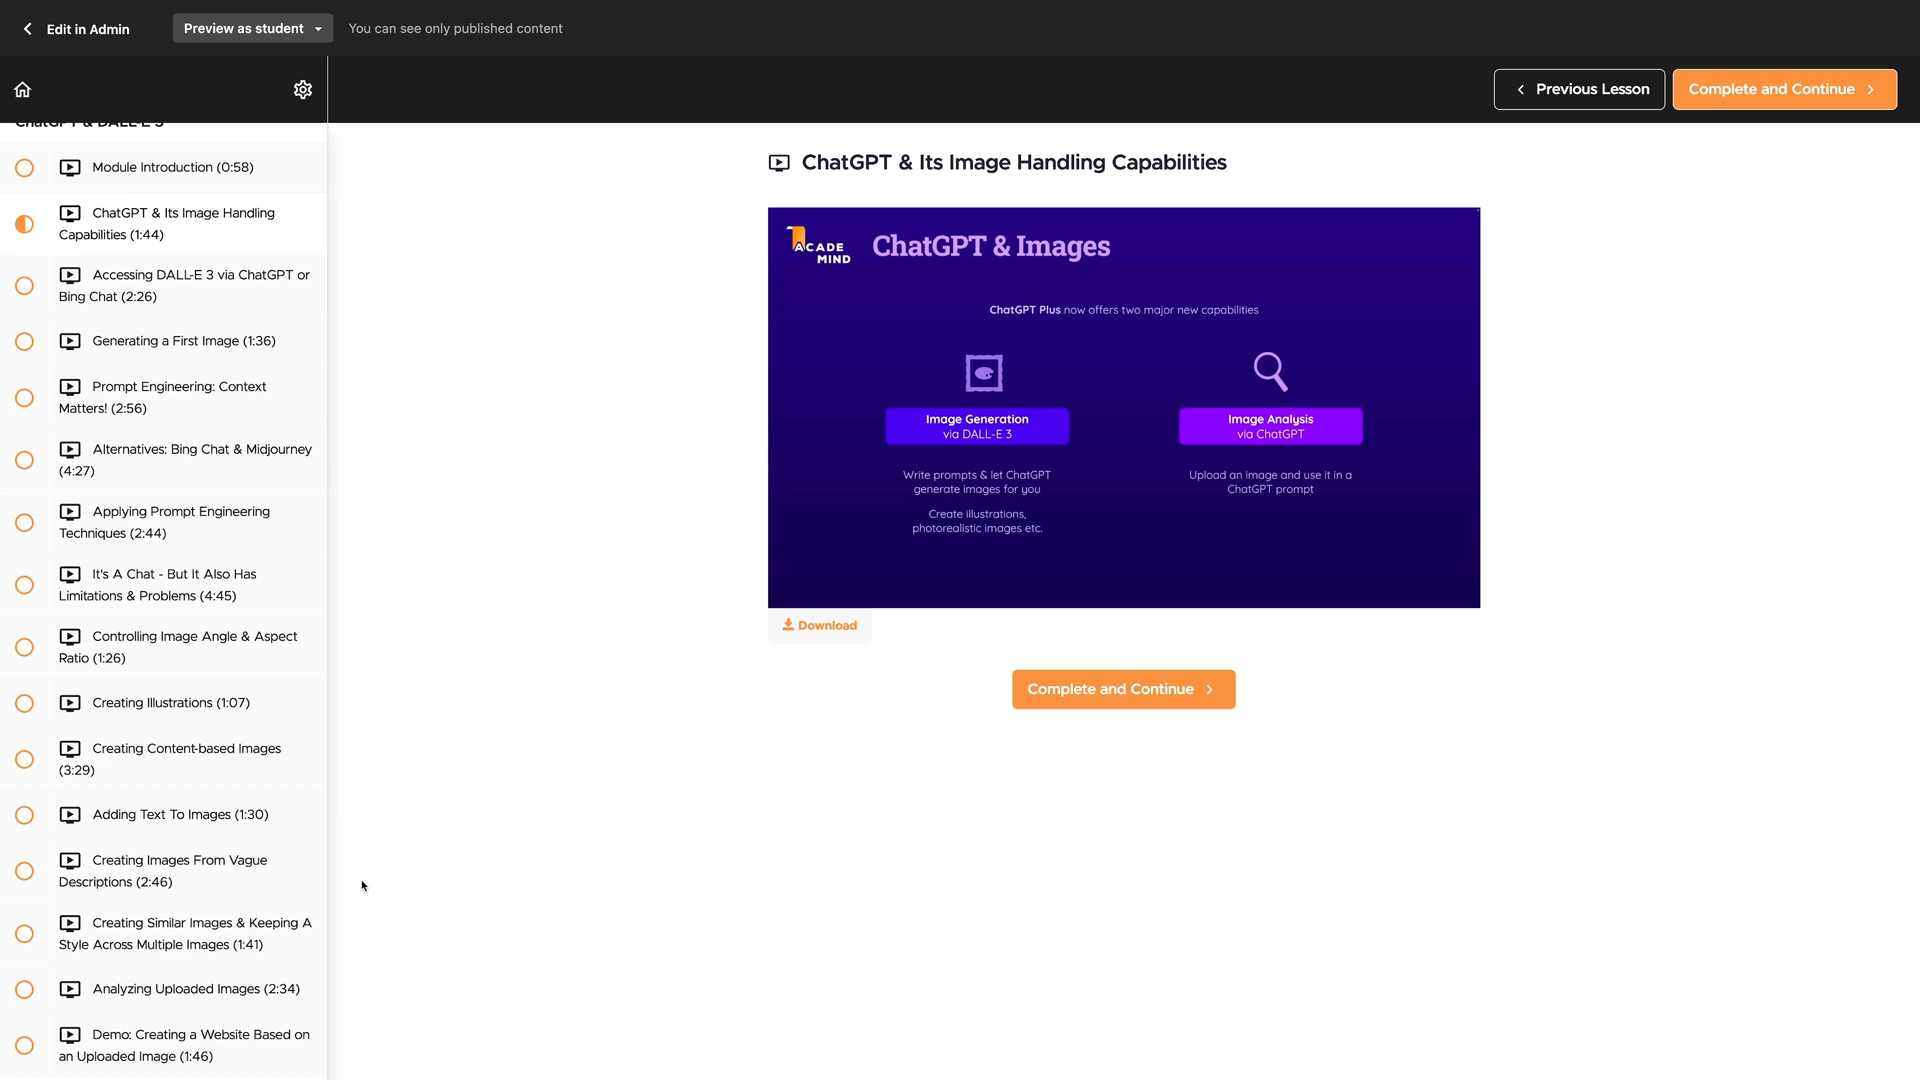 Edit in Admin
Preview as student
You can see only published content
Previous Lesson
Complete and Continue
ChatGPT & DALL-E 3
Module Introduction (0:58)
ChatGPT & Its Image Handling
Capabilities (1:44)
Accessing DALL-E 3 via ChatGPT or
Bing Chat (2:26)
Generating a First Image (1:36)
Prompt Engineering: Context
Matters! (2:56)
Alternatives: Bing Chat & Midjourney
(4:27)
Applying Prompt Engineering
Techniques (2:44)
It's A Chat - But It Also Has
Limitations & Problems (4:45)
Controlling Image Angle & Aspect
Ratio (1:26)
Creating Illustrations (1:07)
Creating Content-based Images
(3:29)
Adding Text To Images (1:30)
Creating Images From Vague
Descriptions (2:46)
Creating Similar Images & Keeping A
Style Across Multiple Images (1:41)
Analyzing Uploaded Images (2:34)
Demo: Creating a Website Based on
an Uploaded Image (1:46)
ChatGPT & Its Image Handling Capabilities
ACADE
MIND
ChatGPT & Images
ChatGPT Plus now offers two major new capabilities
Image Generation
via DALL-E 3
Write prompts & let ChatGPT
generate images for you
Create illustrations,
photorealistic images etc.
Image Analysis
via ChatGPT
Upload an image and use it in a
ChatGPT prompt
Download
Complete and Continue